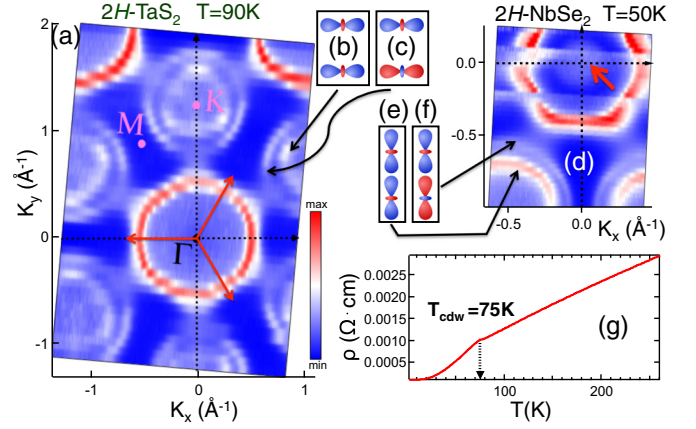 2H-TaS2 T=90K
(a)
K
M
Γ
2
1
0
-1
Ky (Å-1)
-1
0
1
Kx (Å-1)
max
min
(b)
(c)
(e)
(f)
2H-NbSe2 T=50K
0.0
-0.5
(d)
-0.5
0.0
Kx (Å-1)
0.0025
0.0020
0.0015
0.0010
ρ (Ω·cm)
Tcdw=75K
(g)
100
200
T(K)